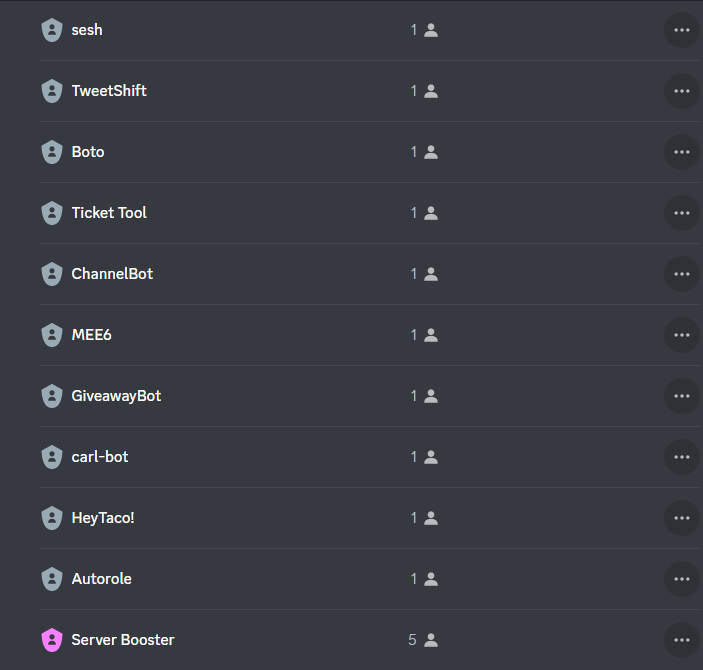 sesh 1
TweetShift 1
Boto 1
Ticket Tool 1
ChannelBot 1
MEE6 1
GiveawayBot 1
carl-bot 1
HeyTaco! 1
Autorole 1
Server Booster 5